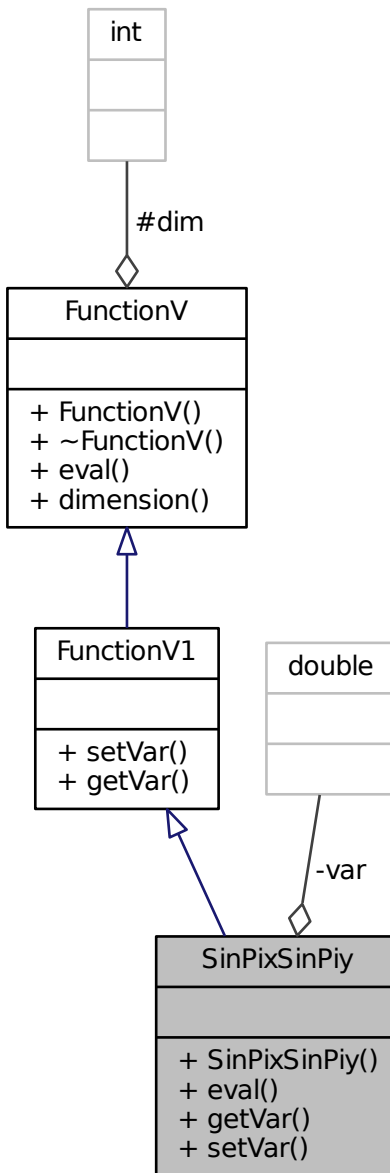 int
#dim
FunctionV
+ FunctionV()
+ ~FunctionV()
+ eval()
+ dimension()
FunctionV1
+ setVar()
+ getVar()
double
-var
SinPixSinPiy
+ SinPixSinPiy()
+ eval()
+ getVar()
+ setVar()